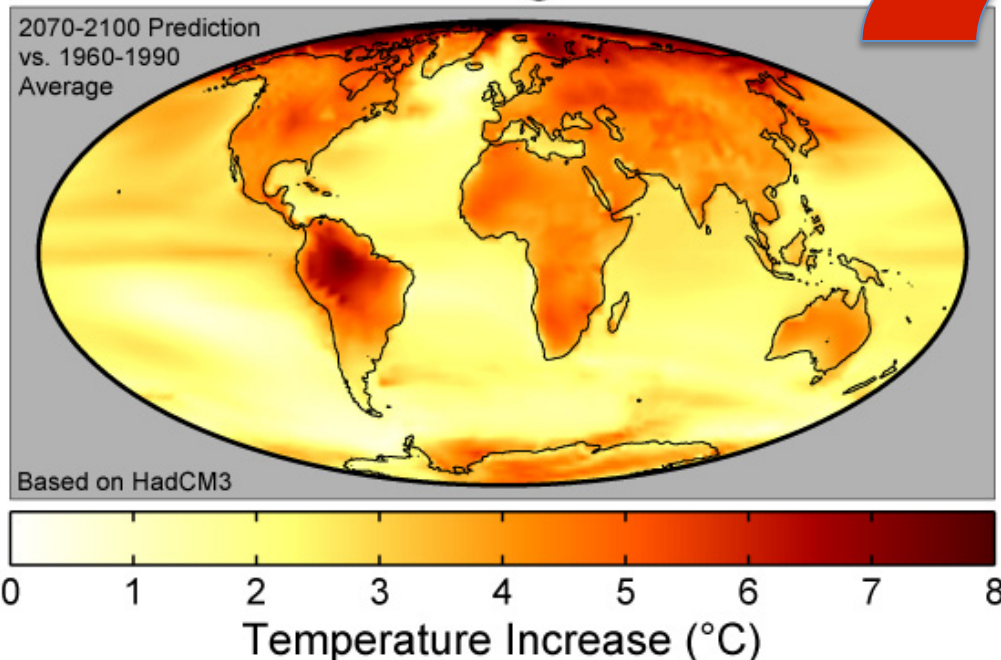 2070-2100 Prediction
vs. 1960-1990
Average
Based on HadCM3
0 1 2 3 4 5 6 7 8
Temperature Increase (°C)